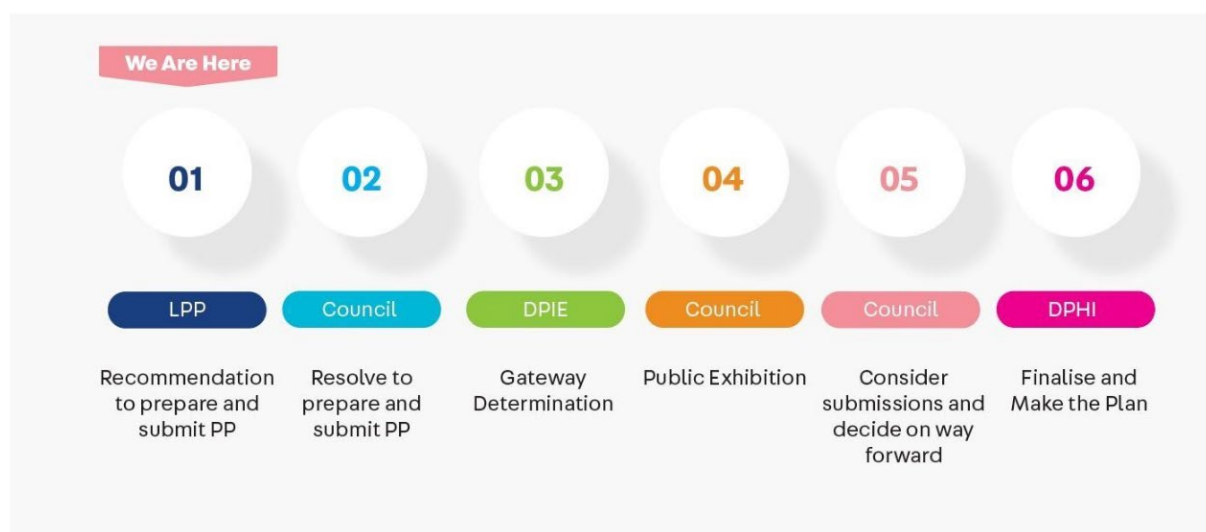 We Are Here
01
02
03
04
05
06
LPP
Council
DPIE
Council
Council
DPHI
Recommendation
to prepare and
submit PP
Resolve to
prepare and
submit PP
Gateway
Determination
Public Exhibition
Consider
submissions and
decide on way
forward
Finalise and
Make the Plan